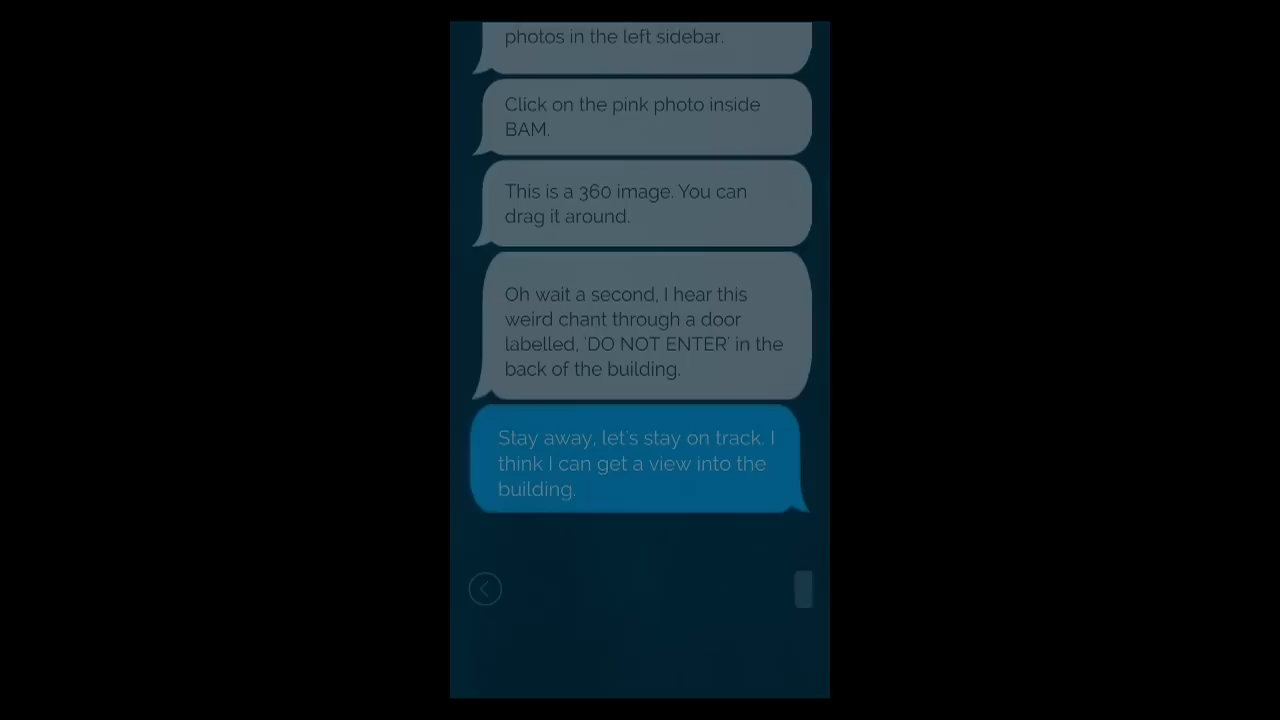 photos in the left sidebar.
Click on the pink photo inside
BAM.
This is a 360 image. You can
drag it around.
Oh wait a second, I hear this
weird chant through a door
labelled, 'DO NOT ENTER' in the
back of the building.
Stay away, let's stay on track. I
think I can get a view into the
building.